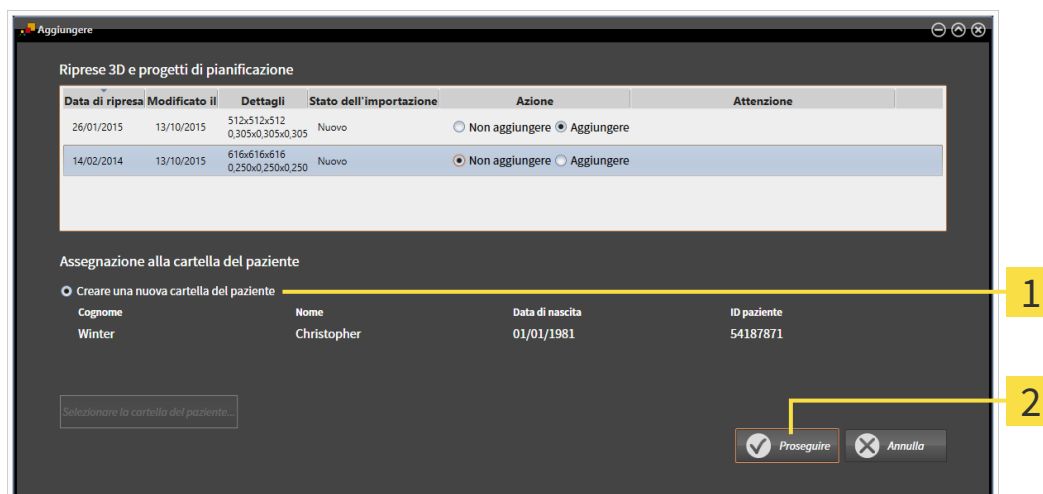 Aggiungere
Riprese 3D e progetti di pianificazione
Data di ripresa Modificato il Dettagli Stato dell'importazione Azione Attenzione
26/01/2015 13/10/2015 512x512x512 0,305x0,305x0,305 Nuovo Non aggiungere Aggiungere
14/02/2014 13/10/2015 616x616x616 0,250x0,250x0,250 Nuovo Non aggiungere Aggiungere
Assegnazione alla cartella del paziente
Creare una nuova cartella del paziente
1
Cognome Nome Data di nascita ID paziente
Winter Christopher 01/01/1981 54187871
Selezionare la cartella del paziente...
2
Proseguire Annulla